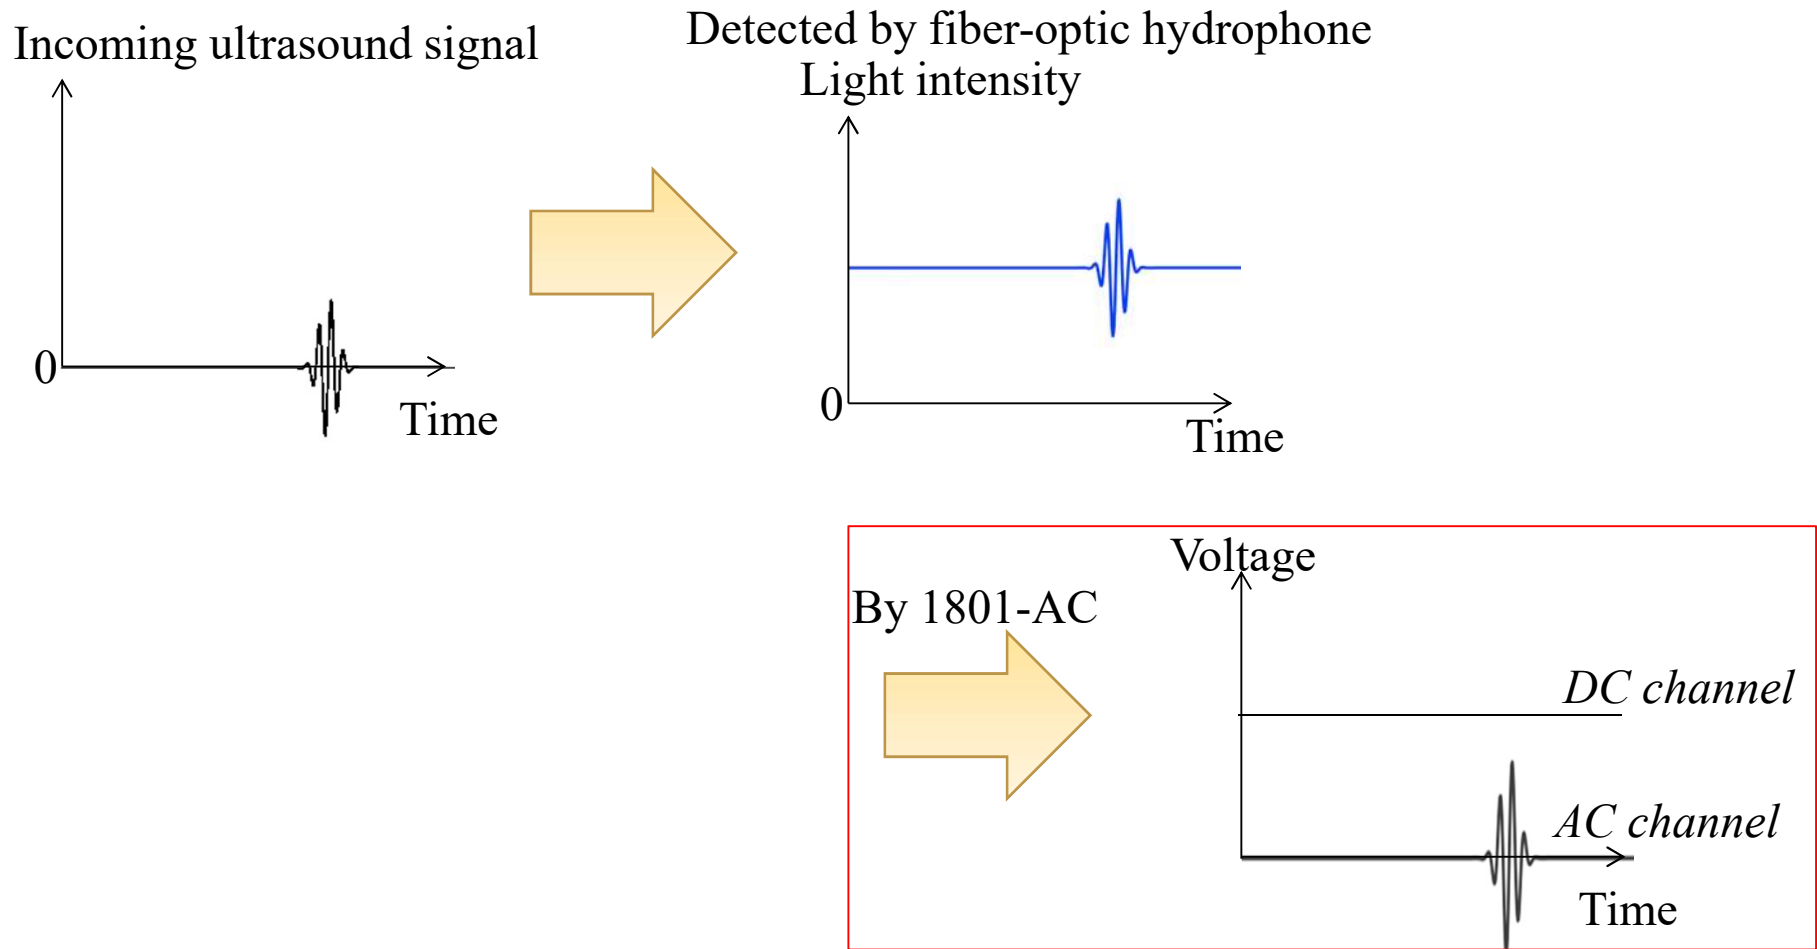 Incoming ultrasound signal
0
Time
Detected by fiber-optic hydrophone
Light intensity
0
Time
By 1801-AC
Voltage
DC channel
AC channel
Time